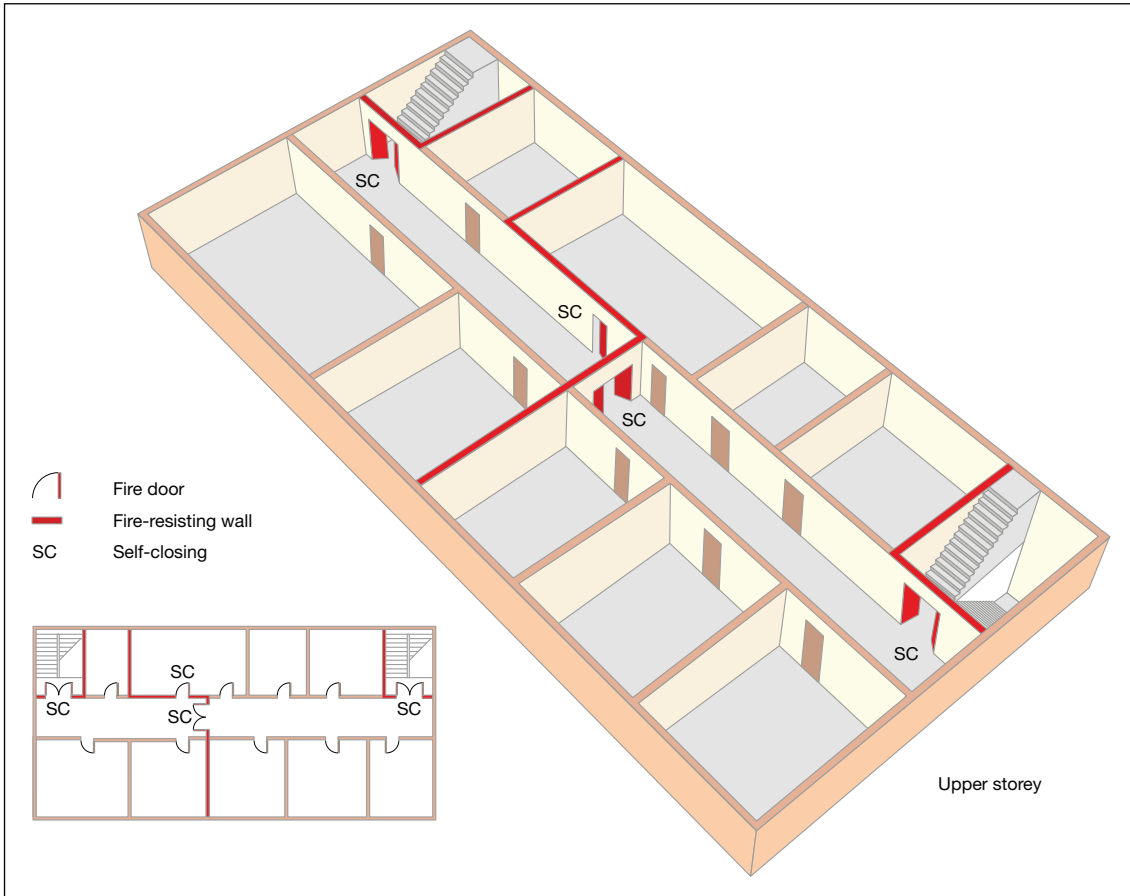 SC
SC
SC
SC
Fire door
Fire-resisting wall
SC Self-closing
SC
SC
SC
SC
Upper storey